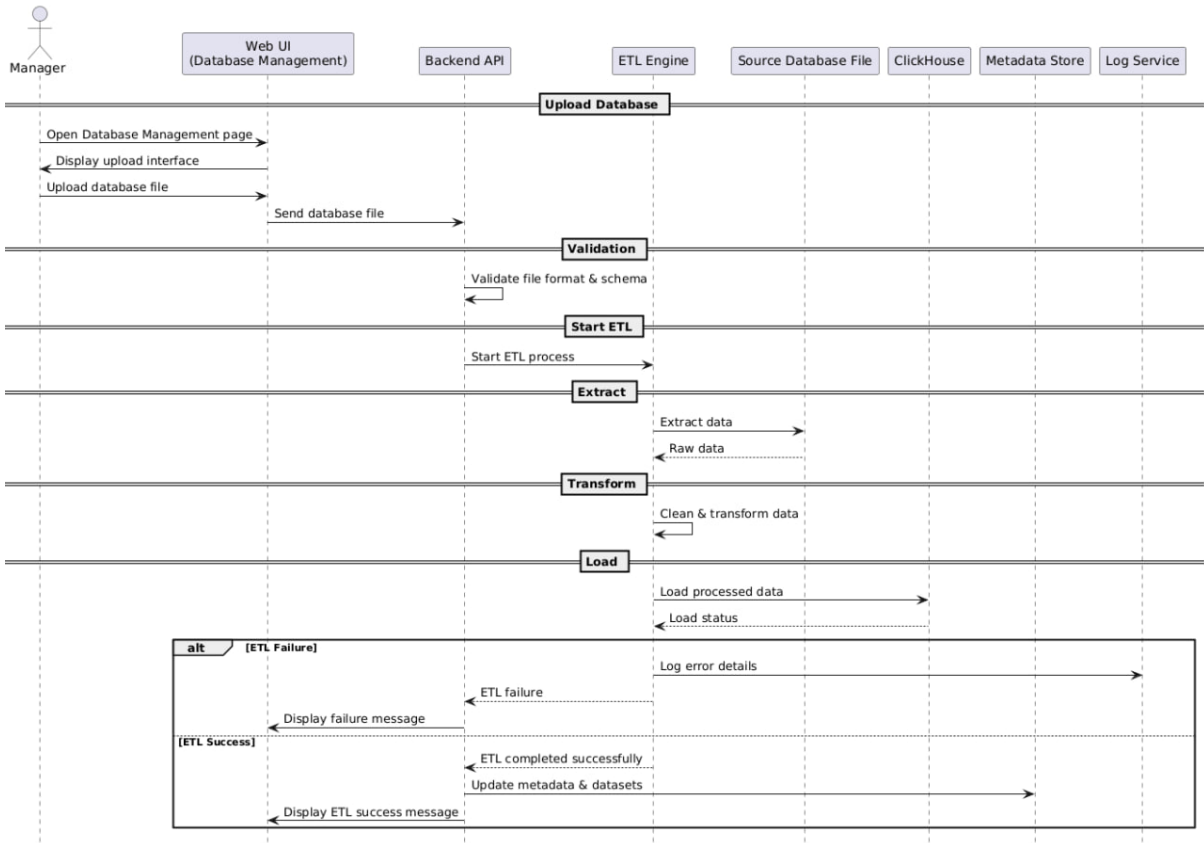 Manager
Web UI
(Database Management)
Backend API
ETL Engine
Source Database File
ClickHouse
Metadata Store
Log Service
Upload Database
Open Database Management page
Display upload interface
Upload database file
Send database file
Validation
Validate file format & schema
Start ETL
Start ETL process
Extract
Extract data
Raw data
Transform
Clean & transform data
Load
Load processed data
Load status
alt
[ETL Failure]
Log error details
ETL failure
Display failure message
[ETL Success]
ETL completed successfully
Update metadata & datasets
Display ETL success message